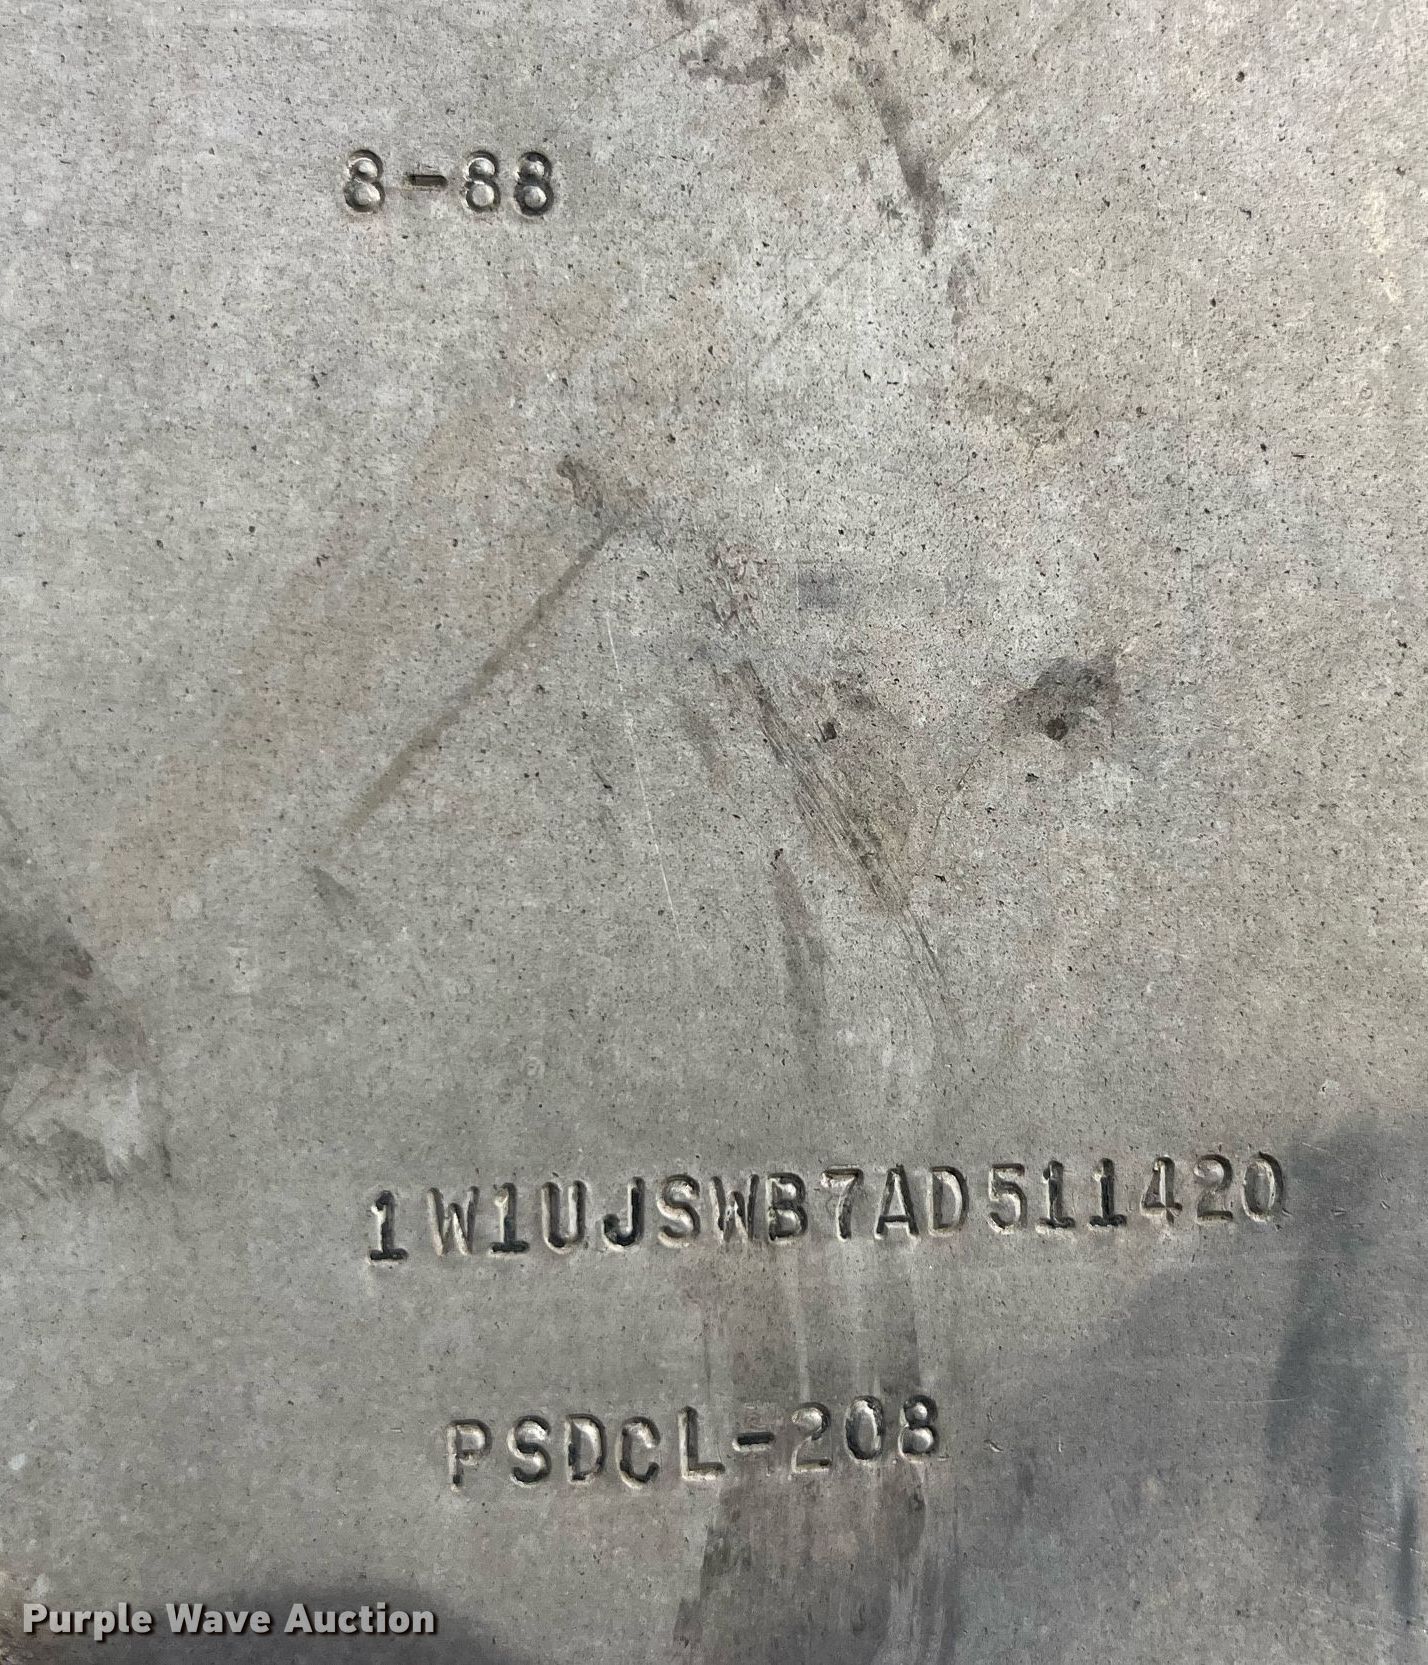 8-88
1W1UJSWB7AD511420
PSDCL-208
Purple Wave Auction